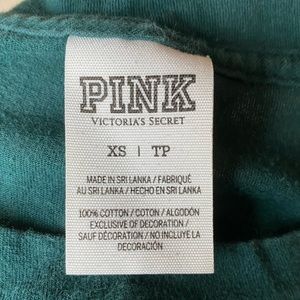 PINK
VICTORIA'S SECRET
XS | TP
MADE IN SRI LANKA / FABRIQUÉ
AU SRI LANKA / HECHO EN SRI LANKA
100% COTTON / COTON / ALGODÓN
EXCLUSIVE OF DECORATION /
SAUF DÉCORATION / NO INCLUYE LA
DECORACIÓN